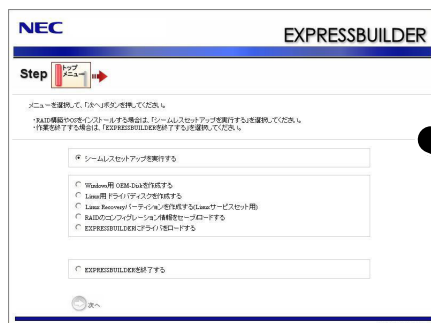 NEC
EXPRESSBUILDER
Step
トップ
メニュー
メニューを選択して、「次へ」ボタンを押してください。
・RAID構築やOSをインストールする場合は、「シームレスセットアップを実行する」を選択してください。
・作業を終了する場合は、「EXPRESSBUILDERを終了する」を選択してください。
シームレスセットアップを実行する
Windows用 OEM-Diskを作成する
Linux用 ドライバディスクを作成する
Linux Recoveryパーティションを作成する(Linuxサービスセット用)
RAIDのコンフィグレーション情報をセーブ/ロードする
EXPRESSBUILDERにドライバをロードする
EXPRESSBUILDERを終了する
次へ